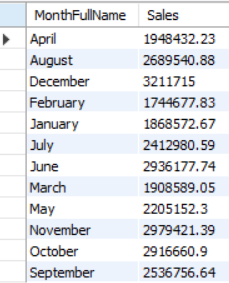 MonthFullName Sales
April 1948432.23
August 2689540.88
December 3211715
February 1744677.83
January 1868572.67
July 2412980.59
June 2936177.74
March 1908589.05
May 2205152.3
November 2979421.39
October 2916660.9
September 2536756.64